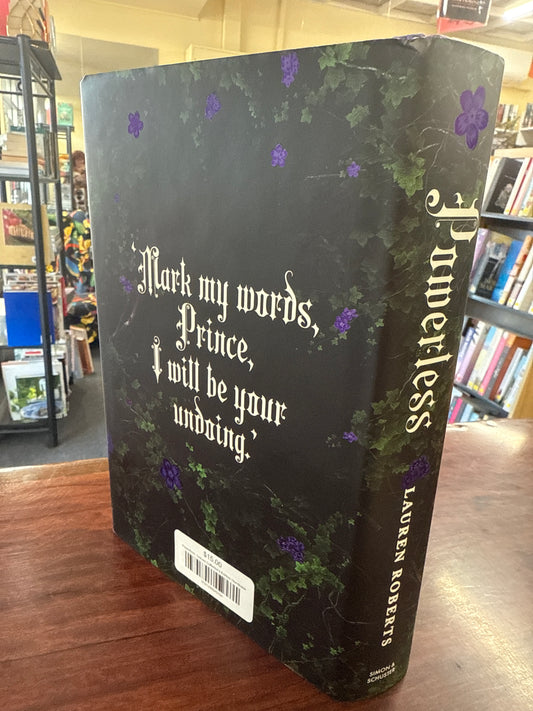 'Mark my words,
Prince,
I will be your
undoing.'
$15.00
Powerless
LAUREN ROBERTS
SIMON &
SCHUSTER